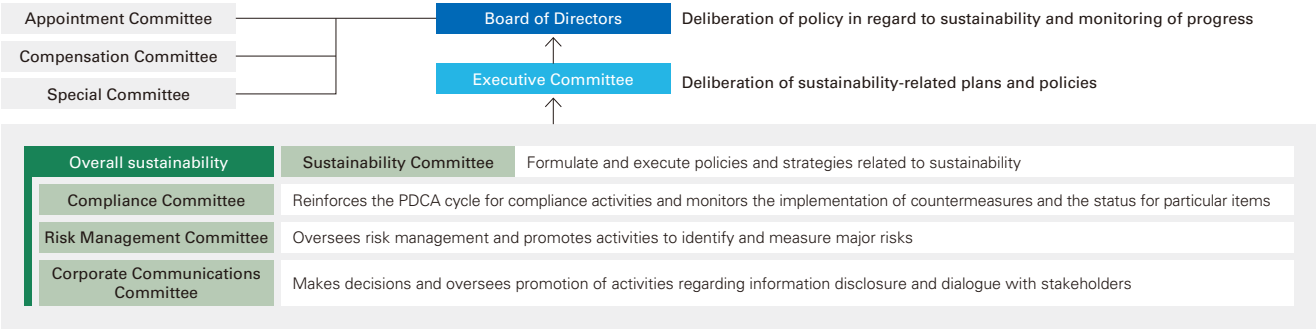 Appointment Committee
Compensation Committee
Special Committee
Board of Directors
Deliberation of policy in regard to sustainability and monitoring of progress
Executive Committee
Deliberation of sustainability-related plans and policies
Overall sustainability
Sustainability Committee
Formulate and execute policies and strategies related to sustainability
Compliance Committee
Reinforces the PDCA cycle for compliance activities and monitors the implementation of countermeasures and the status for particular items
Risk Management Committee
Oversees risk management and promotes activities to identify and measure major risks
Corporate Communications
Committee
Makes decisions and oversees promotion of activities regarding information disclosure and dialogue with stakeholders